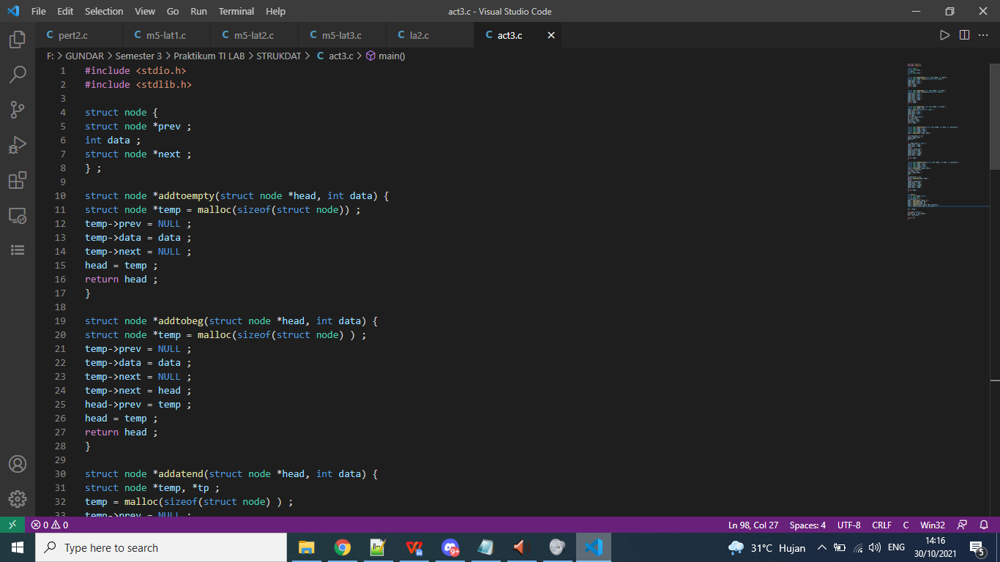 File Edit Selection View Go Run Terminal Help act3.c - Visual Studio Code
C pert2.c C m5-lat1.c C m5-lat2.c C m5-lat3.c C la2.c C act3.c
F: > GUNDAR > Semester 3 > Praktikum TI LAB > STRUKDAT > C act3.c > main()
1 #include <stdio.h>
2 #include <stdlib.h>
3
4 struct node {
5 struct node *prev ;
6 int data ;
7 struct node *next ;
8 } ;
9
10 struct node *addtoempty(struct node *head, int data) {
11 struct node *temp = malloc(sizeof(struct node)) ;
12 temp->prev = NULL ;
13 temp->data = data ;
14 temp->next = NULL ;
15 head = temp ;
16 return head ;
17 }
18
19 struct node *addtobeg(struct node *head, int data) {
20 struct node *temp = malloc(sizeof(struct node) ) ;
21 temp->prev = NULL ;
22 temp->data = data ;
23 temp->next = NULL ;
24 temp->next = head ;
25 head->prev = temp ;
26 head = temp ;
27 return head ;
28 }
29
30 struct node *addatend(struct node *head, int data) {
31 struct node *temp, *tp ;
32 temp = malloc(sizeof(struct node) ) ;
33 temp->prev = NULL ;
0 0 Ln 98, Col 27 Spaces: 4 UTF-8 CRLF C Win32
Type here to search 9+ 31°C Hujan ENG 14:16
30/10/2021 5